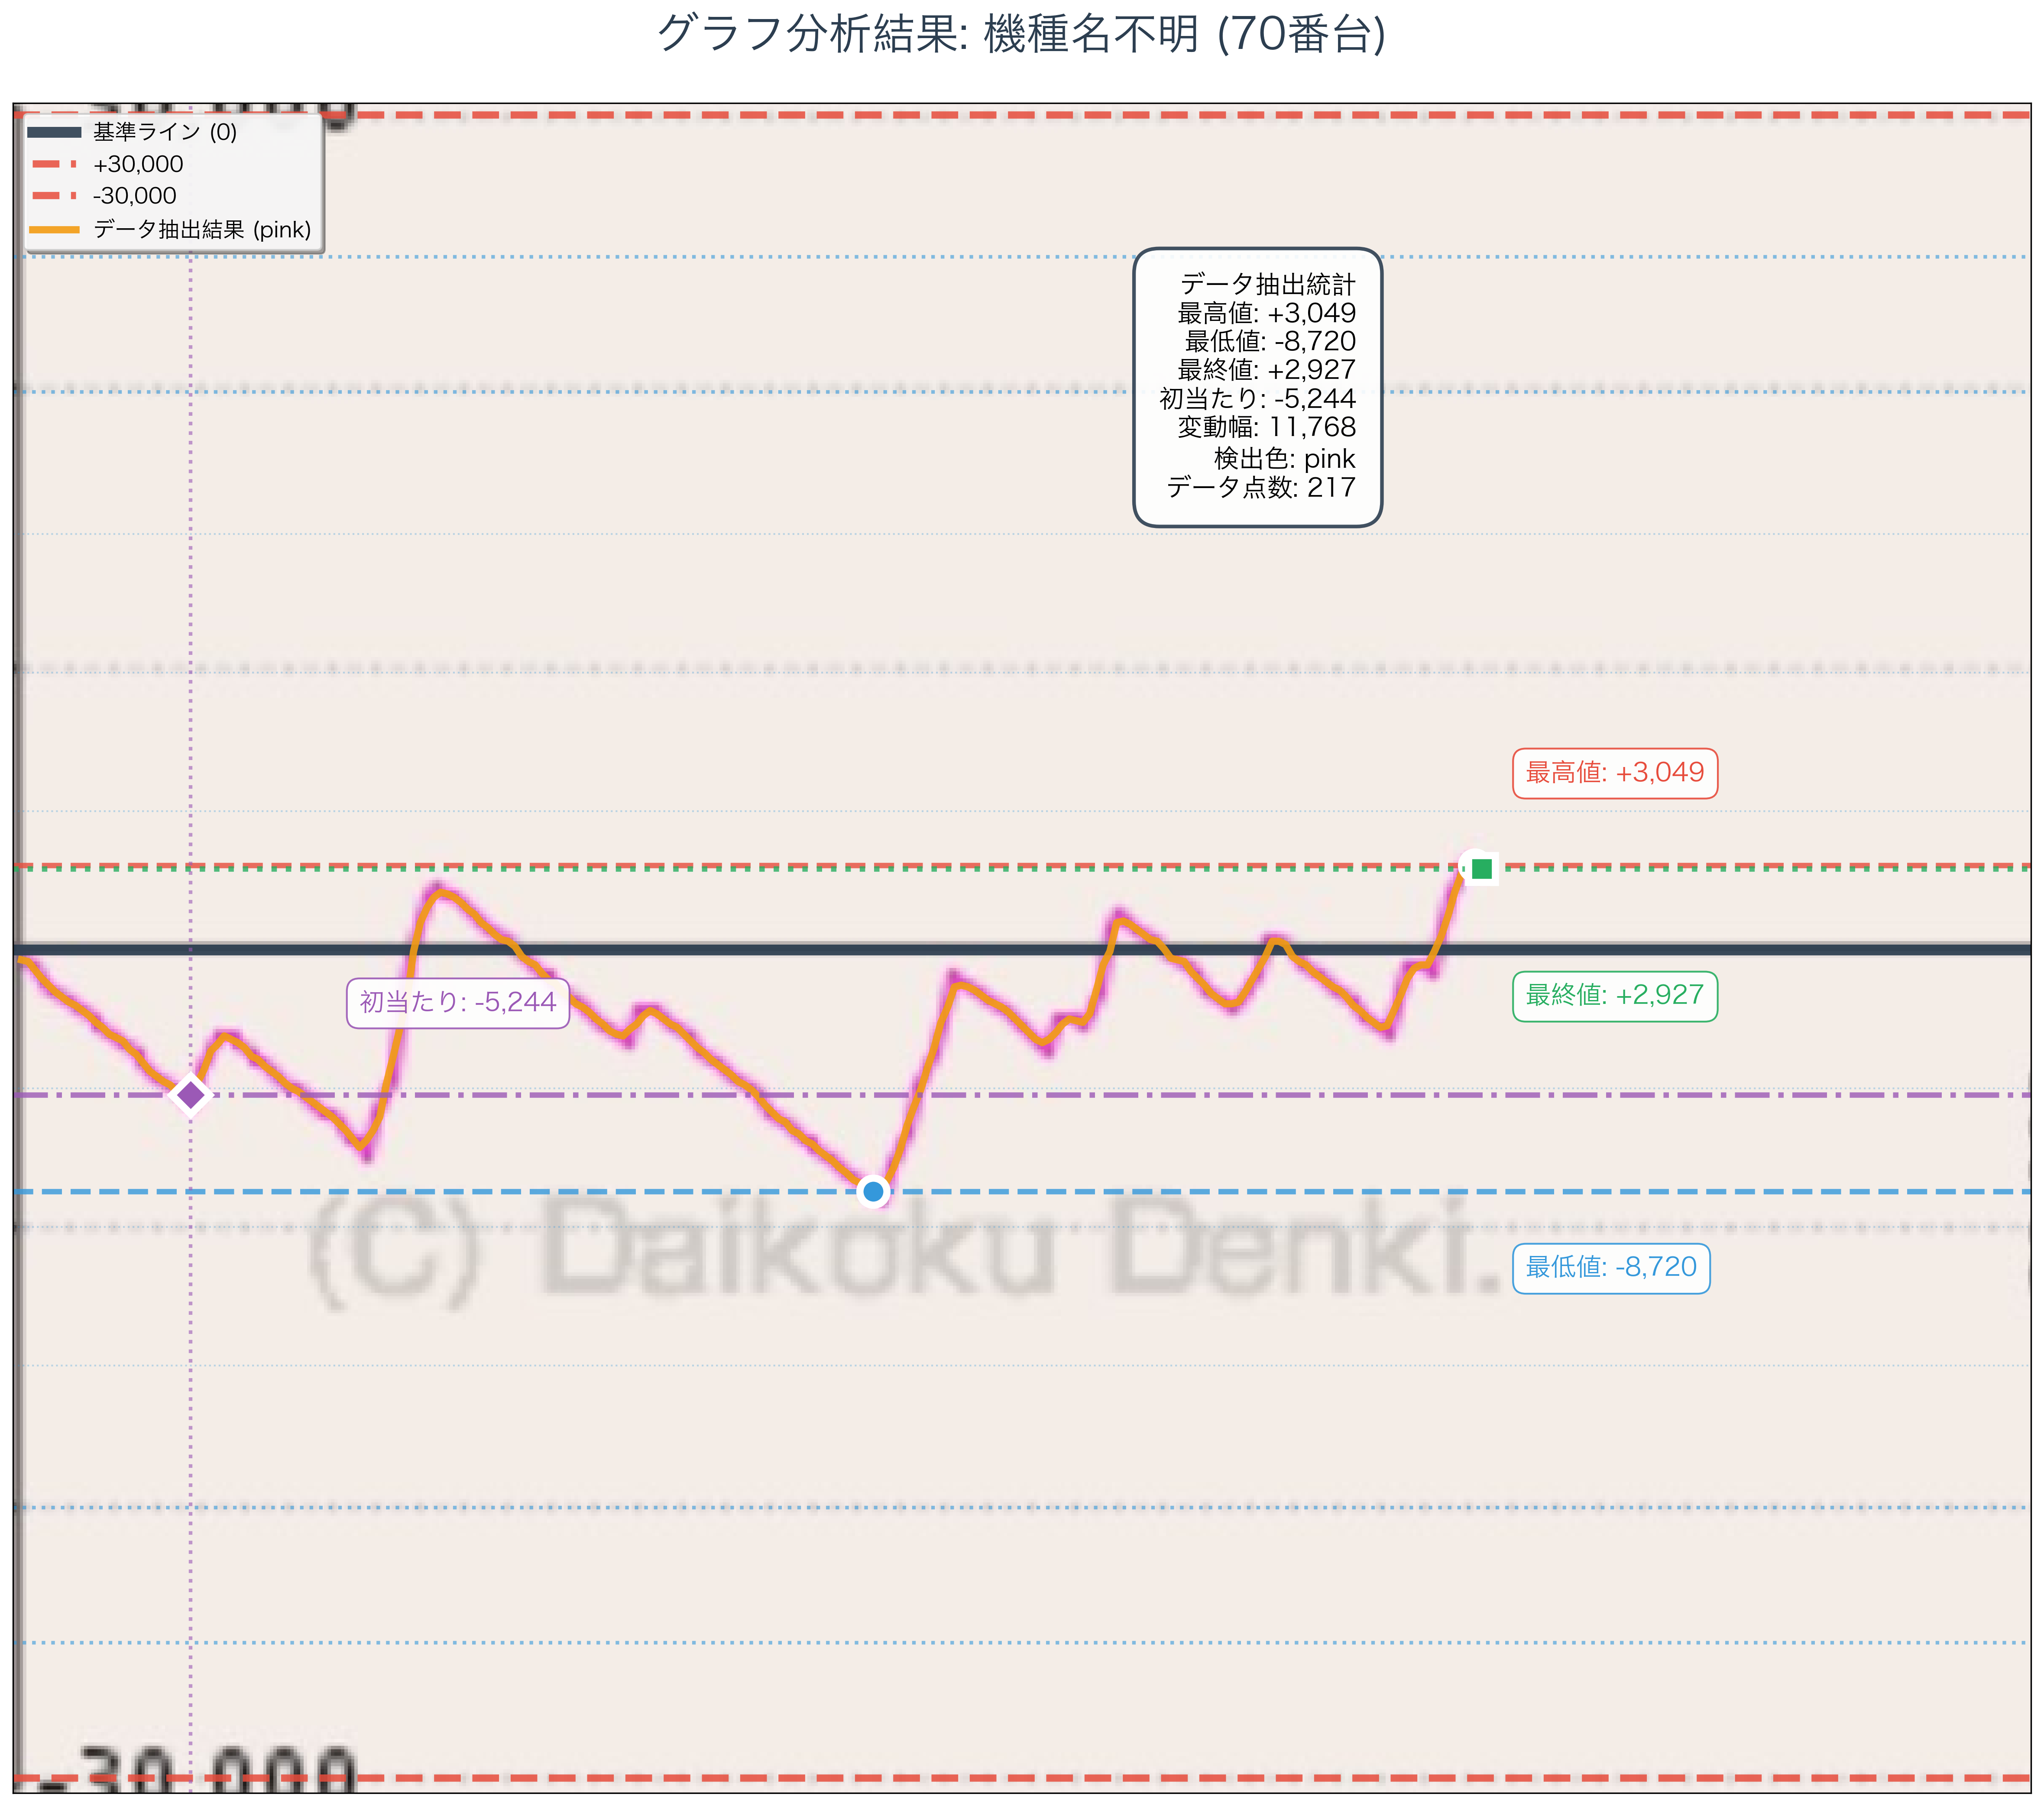 グラフ分析結果: 機種名不明 (70番台)
基準ライン (0)
+30,000
-30,000
データ抽出結果 (pink)
データ抽出統計
最高値: +3,049
最低値: -8,720
最終値: +2,927
初当たり: -5,244
変動幅: 11,768
検出色: pink
データ点数: 217
最高値: +3,049
初当たり: -5,244
最終値: +2,927
(C) Daikoku Denki.
最低値: -8,720
-30,000